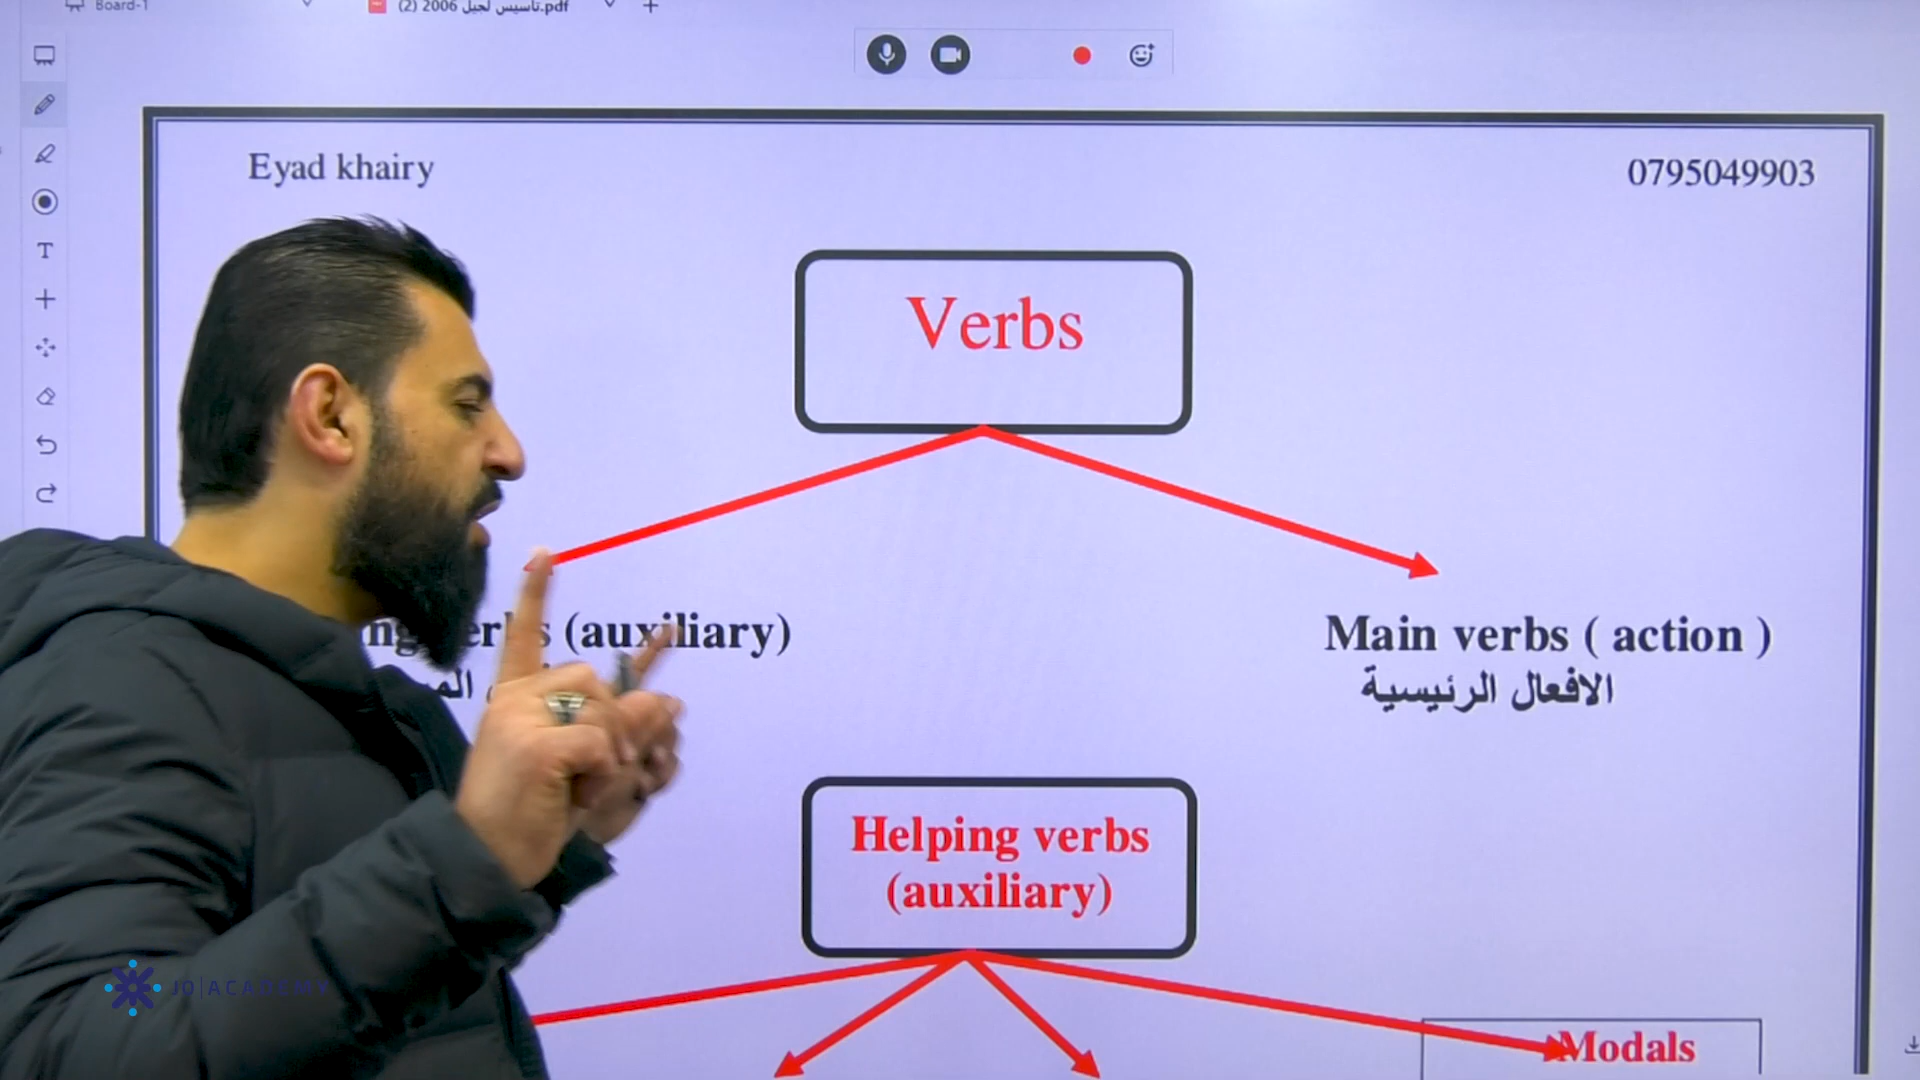 Board-1
(2) 2006 تأسيس لجيل.pdf
Eyad khairy
0795049903
Verbs
(auxiliary)
Main verbs ( action )
الافعال الرئيسية
Helping verbs
(auxiliary)
Modals
JO|ACADEMY